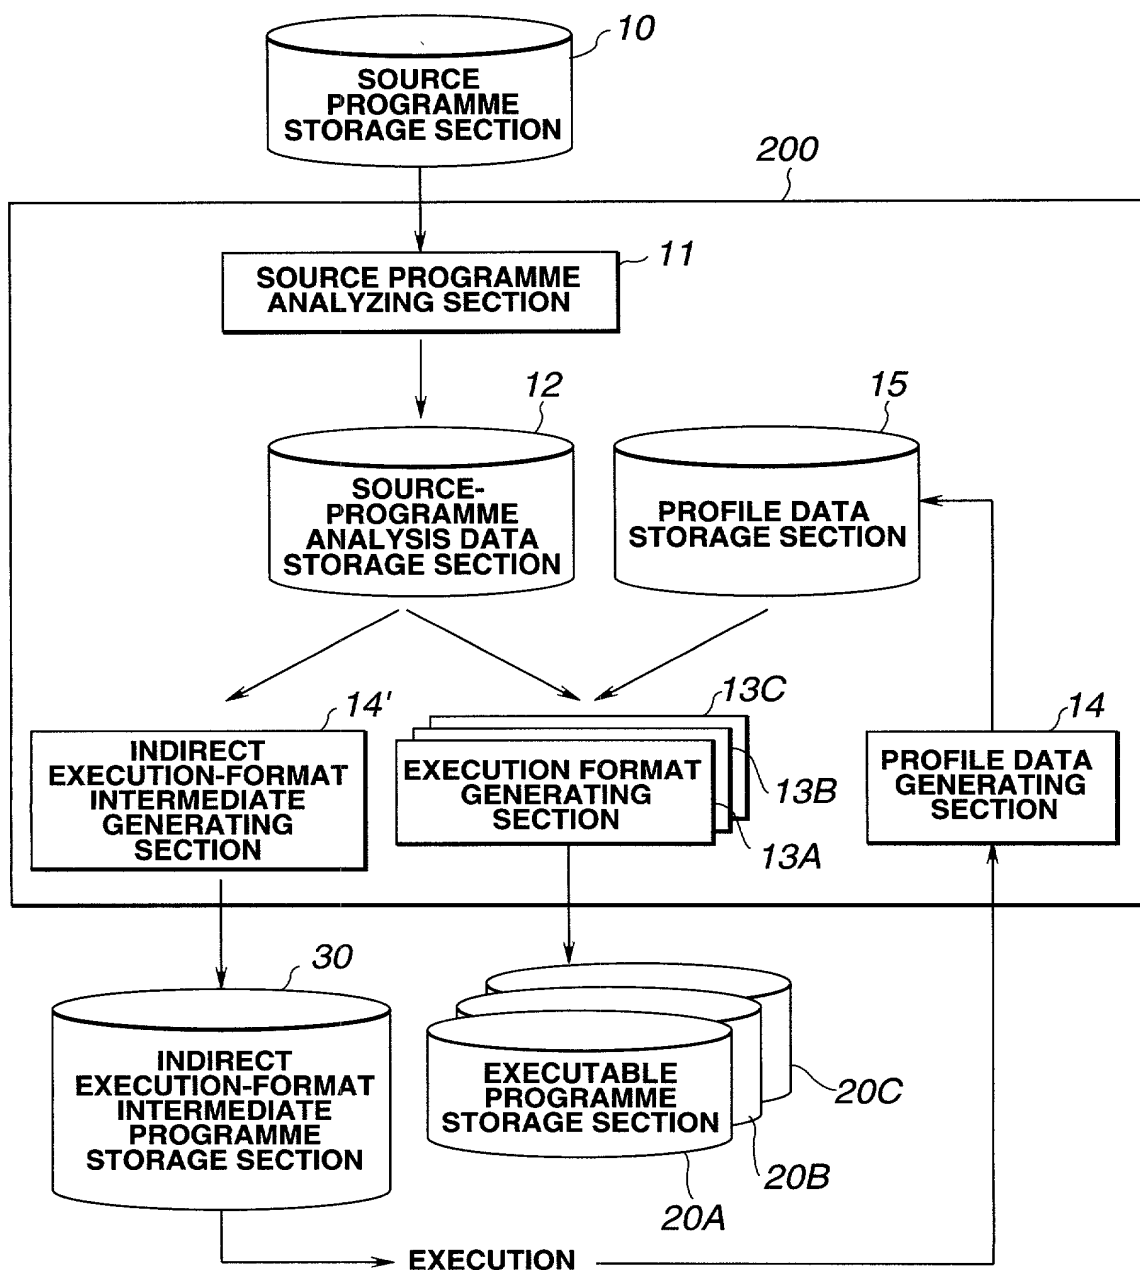 10
SOURCE
PROGRAMME
STORAGE SECTION
200
11
SOURCE PROGRAMME
ANALYZING SECTION
12
15
SOURCE-
PROGRAMME
ANALYSIS DATA
STORAGE SECTION
PROFILE DATA
STORAGE SECTION
14'
13C
14
INDIRECT
EXECUTION-FORMAT
INTERMEDIATE
GENERATING
SECTION
EXECUTION FORMAT
GENERATING
SECTION
13B
13A
PROFILE DATA
GENERATING
SECTION
30
INDIRECT
EXECUTION-FORMAT
INTERMEDIATE
PROGRAMME
STORAGE SECTION
EXECUTABLE
PROGRAMME
STORAGE SECTION
20C
20B
20A
EXECUTION